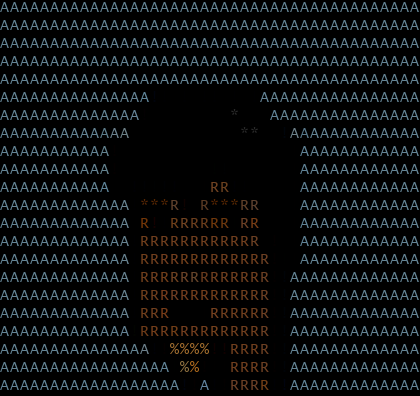 AAAAAAAAAAAAAAAAAAAAAAAAAAAAAAAAAAAAAAAAAA
AAAAAAAAAAAAAAAAAAAAAAAAAAAAAAAAAAAAAAAAAA
AAAAAAAAAAAAAAAAAAAAAAAAAAAAAAAAAAAAAAAAAA
AAAAAAAAAAAAAAAAAAAAAAAAAAAAAAAAAAAAAAAAAA
AAAAAAAAAAAAAAAAAAAAAAAAAAAAAAAAAAAAAAAAAA
AAAAAAAAAAAAAAA           AAAAAAAAAAAAAAAA
AAAAAAAAAAAAAA         *   AAAAAAAAAAAAAAA
AAAAAAAAAAAAA           **   AAAAAAAAAAAAA
AAAAAAAAAAA                   AAAAAAAAAAAA
AAAAAAAAAAA                   AAAAAAAAAAAA
AAAAAAAAAAA          RR       AAAAAAAAAAAA
AAAAAAAAAAAAA ***R  R***RR    AAAAAAAAAAAA
AAAAAAAAAAAAA R  RRRRRR RR    AAAAAAAAAAAA
AAAAAAAAAAAAA RRRRRRRRRRRR    AAAAAAAAAAAA
AAAAAAAAAAAAA RRRRRRRRRRRRR   AAAAAAAAAAAA
AAAAAAAAAAAAA RRRRRRRRRRRRR  AAAAAAAAAAAAA
AAAAAAAAAAAAA RRRRRRRRRRRRR  AAAAAAAAAAAAA
AAAAAAAAAAAAA RRR    RRRRRR  AAAAAAAAAAAAA
AAAAAAAAAAAAA RRRRRRRRRRRRR  AAAAAAAAAAAAA
AAAAAAAAAAAAAAA  %%%%  RRRR  AAAAAAAAAAAAA
AAAAAAAAAAAAAAAAA %%   RRRR  AAAAAAAAAAAAA
AAAAAAAAAAAAAAAAAA  A  RRRR  AAAAAAAAAAAAA